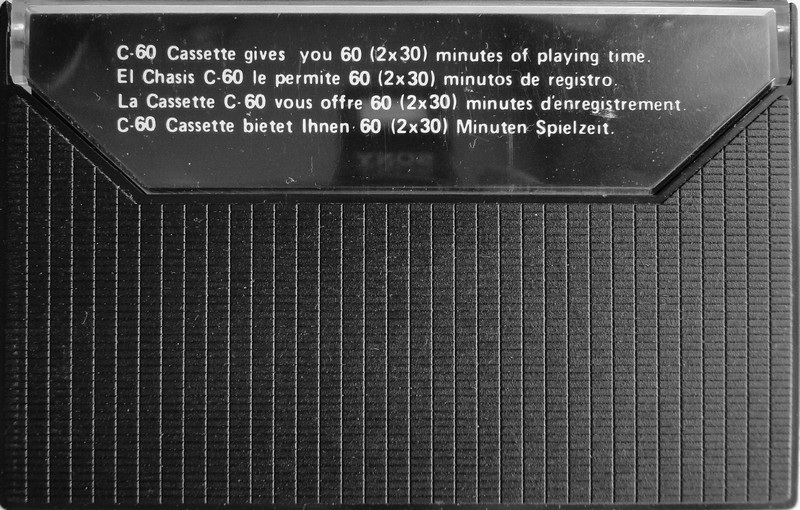 C-60 Cassette gives you 60 (2x30) minutes of playing time.
El Chasis C-60 le permite 60 (2x30) minutos de registro.
La Cassette C-60 vous offre 60 (2x30) minutes d'enregistrement.
C-60 Cassette bietet Ihnen 60 (2x30) Minuten Spielzeit.